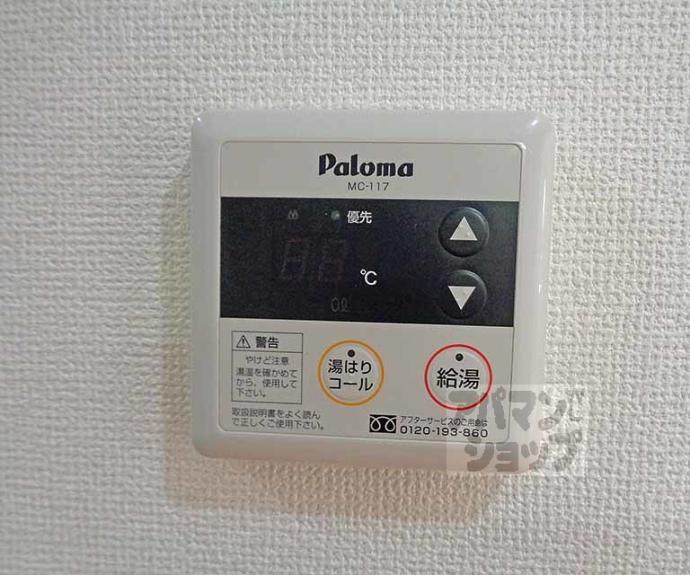 Paloma
MC-117
優先
℃
0ℓ
警告
やけど注意
湯温を確かめて
から、使用して
下さい。
取扱説明書をよく読ん
で正しくご使用下さい。
湯はり
コール
給湯
アフターサービスのご用命は
0120-193-860
アパマン
ショップ